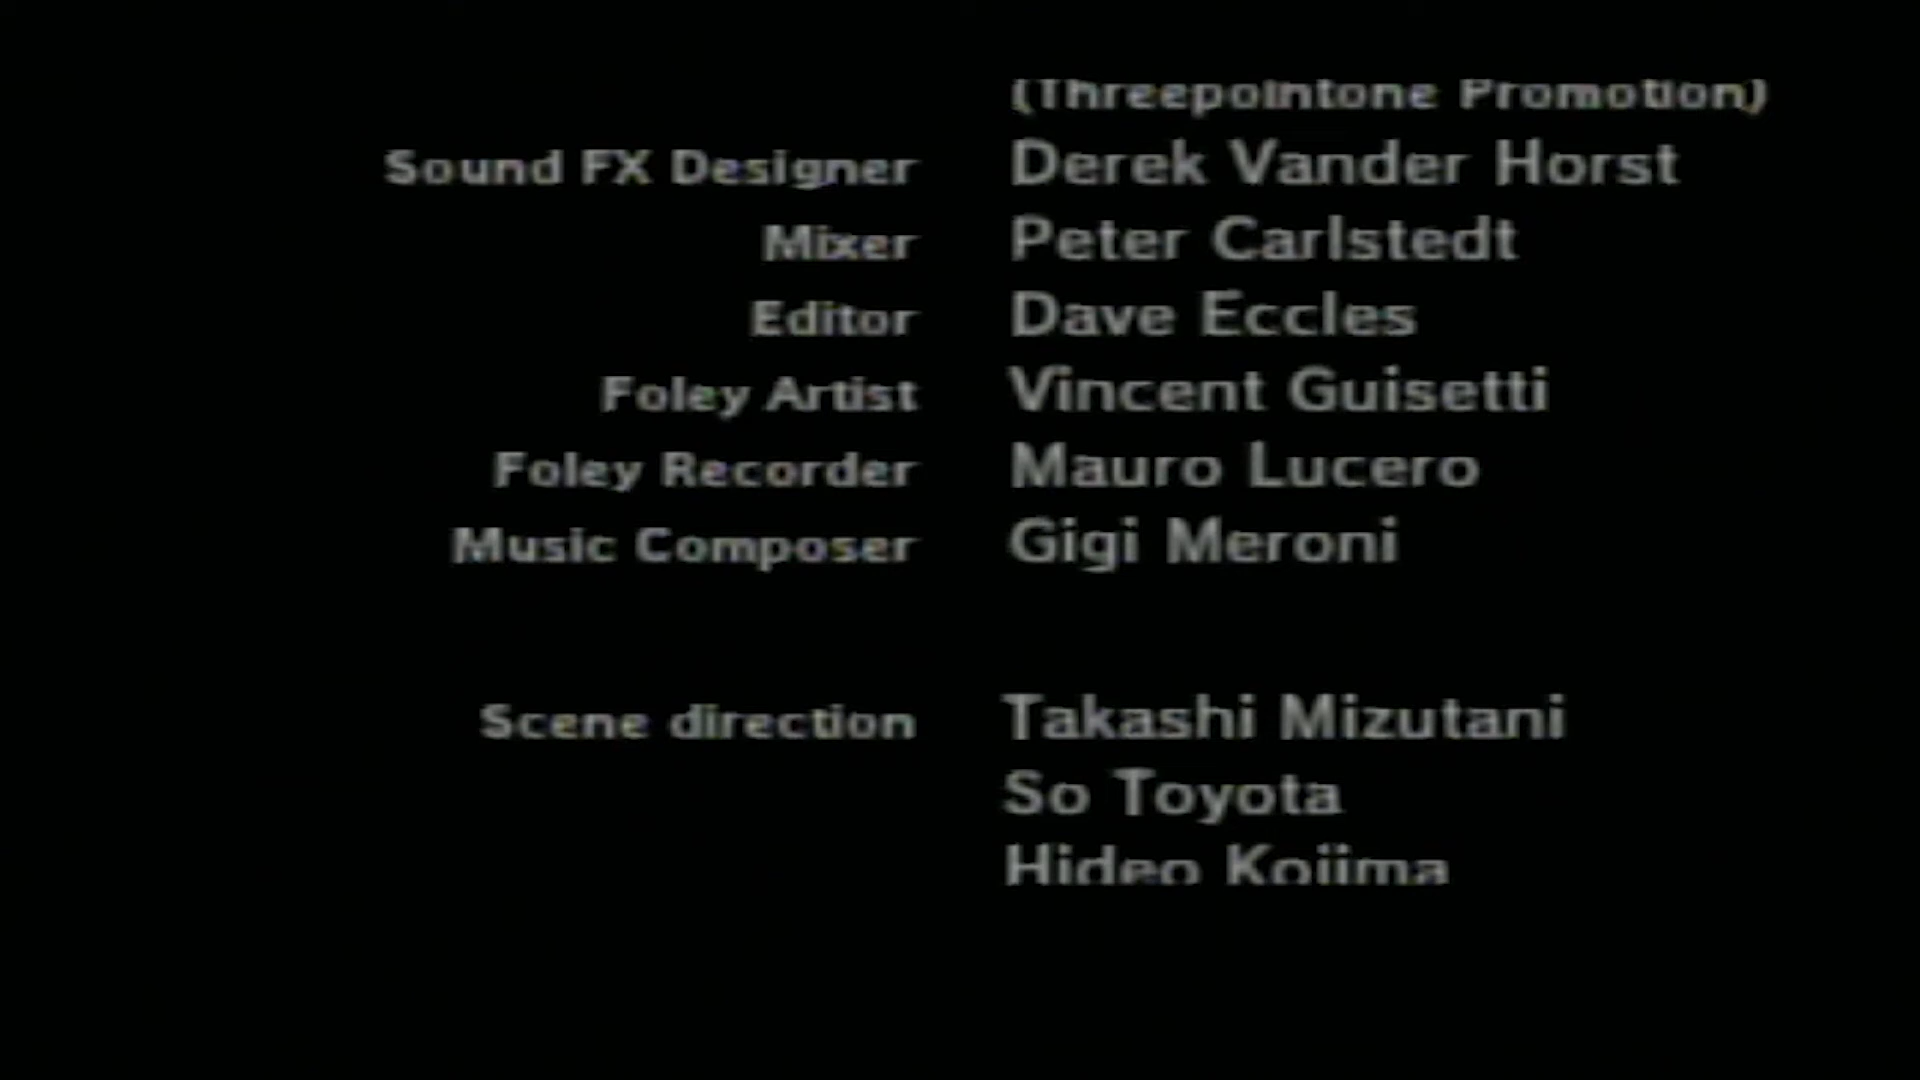 (Threepointone Promotion)
Sound FX Designer Derek Vander Horst
Mixer Peter Carlstedt
Editor Dave Eccles
Foley Artist Vincent Guisetti
Foley Recorder Mauro Lucero
Music Composer Gigi Meroni
Scene direction Takashi Mizutani
So Toyota
Hideo Kojima